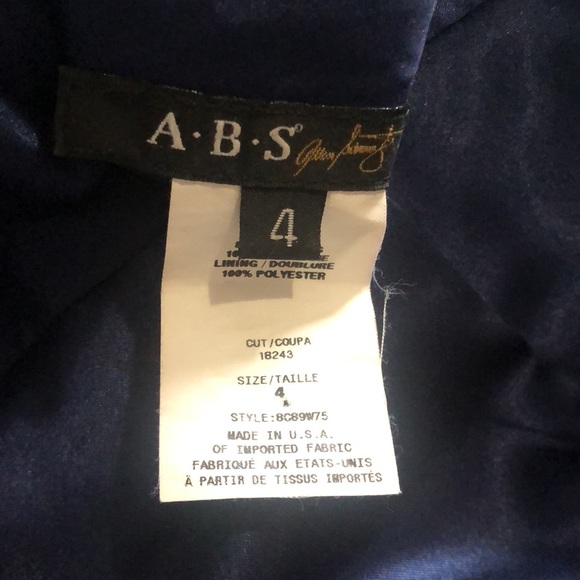 A·B·S®
4
LINING / DOUBLURE
100% POLYESTER
CUT/COUPA
18243
SIZE/TAILLE
4
STYLE:8C89W75
MADE IN U.S.A.
OF IMPORTED FABRIC
FABRIQUÉ AUX ETATS-UNIS
À PARTIR DE TISSUS IMPORTÉS